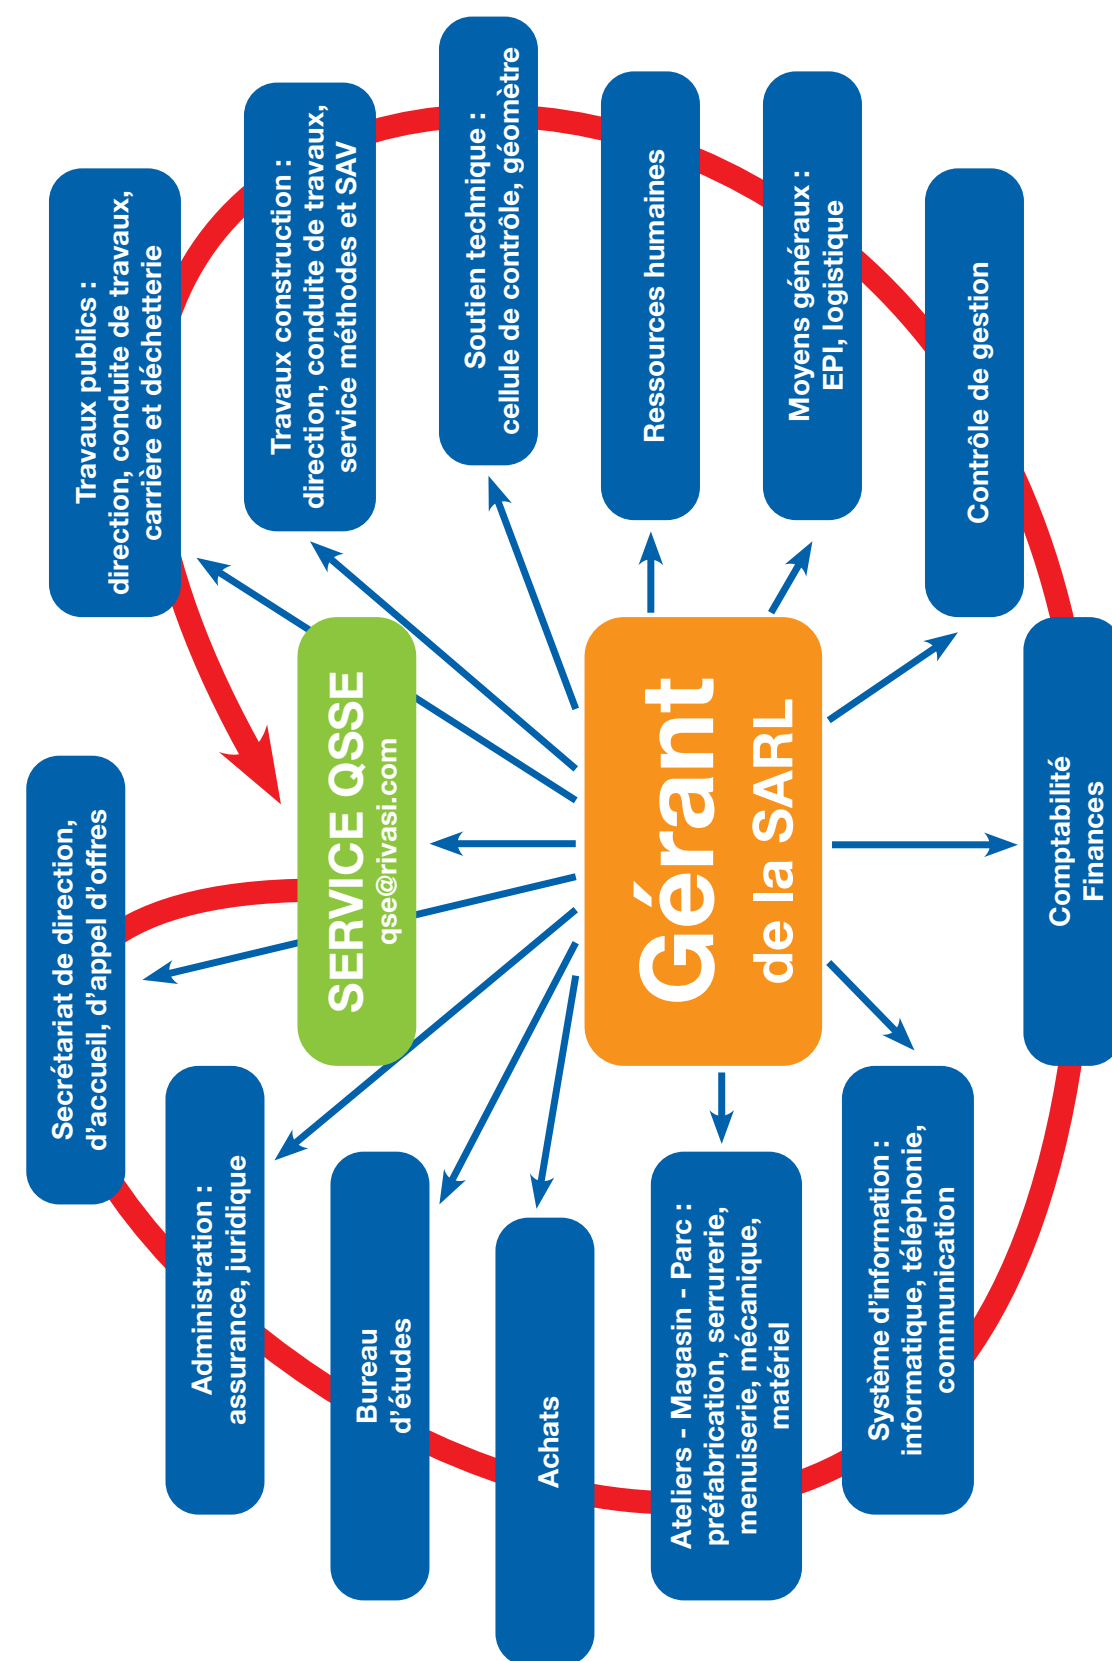 Secrétariat de direction,
d'accueil, d'appel d'offres
Travaux publics :
direction, conduite de travaux,
carrière et déchetterie
Administration :
assurance, juridique
Travaux construction :
direction, conduite de travaux,
service méthodes et SAV
SERVICE QSSE
qse@rivasi.com
Bureau
d'études
Soutien technique :
cellule de contrôle, géomètre
Achats
Ressources humaines
Gérant
de la SARL
Ateliers - Magasin - Parc :
préfabrication, serrurerie,
menuiserie, mécanique,
matériel
Moyens généraux :
EPI, logistique
Système d'information :
informatique, téléphonie,
communication
Contrôle de gestion
Comptabilité
Finances